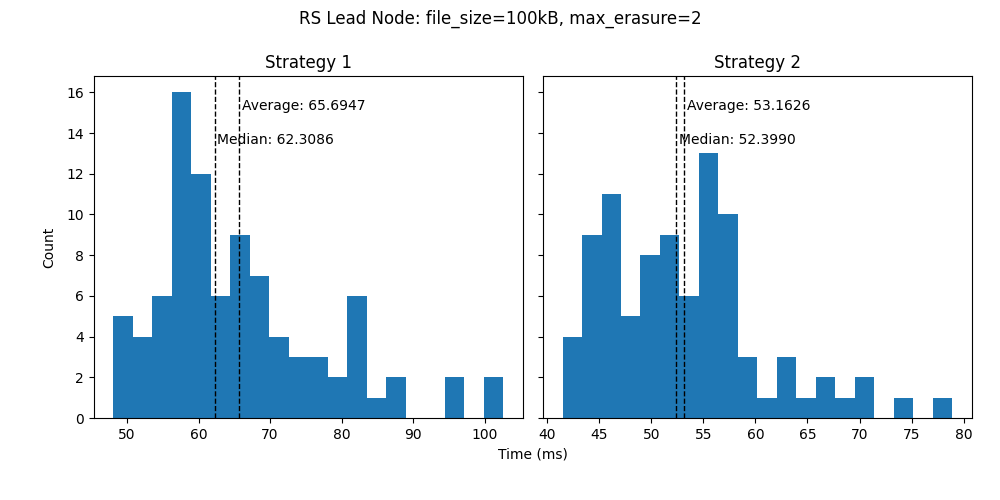 RS Lead Node: file_size=100kB, max_erasure=2
Strategy 1
Strategy 2
16
14
12
10
8
6
4
2
0
Count
Average: 65.6947
Median: 62.3086
Average: 53.1626
Median: 52.3990
50 60 70 80 90 100
40 45 50 55 60 65 70 75 80
Time (ms)